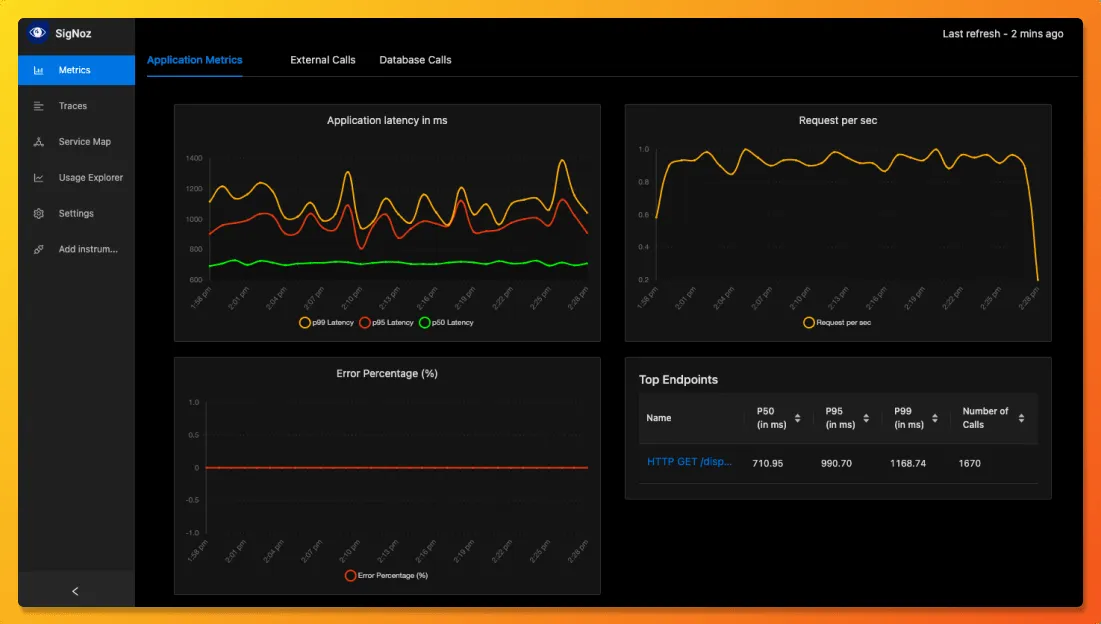 SigNoz
Last refresh - 2 mins ago
Metrics
Traces
Service Map
Usage Explorer
Settings
Add instrum...
Application Metrics
External Calls
Database Calls
Application latency in ms
1400
1200
1000
800
600
1:58 pm
2:01 pm
2:04 pm
2:07 pm
2:10 pm
2:13 pm
2:16 pm
2:19 pm
2:22 pm
2:25 pm
2:28 pm
p99 Latency
p95 Latency
p50 Latency
Request per sec
1.0
0.8
0.6
0.4
0.2
1:58 pm
2:01 pm
2:04 pm
2:07 pm
2:10 pm
2:13 pm
2:16 pm
2:19 pm
2:22 pm
2:25 pm
2:28 pm
Request per sec
Error Percentage (%)
1.0
0.5
0
-0.5
-1.0
1:58 pm
2:01 pm
2:04 pm
2:07 pm
2:10 pm
2:13 pm
2:16 pm
2:19 pm
2:22 pm
2:25 pm
2:28 pm
Error Percentage (%)
Top Endpoints
Name
P50
(in ms)
P95
(in ms)
P99
(in ms)
Number of
Calls
HTTP GET /disp...
710.95
990.70
1168.74
1670